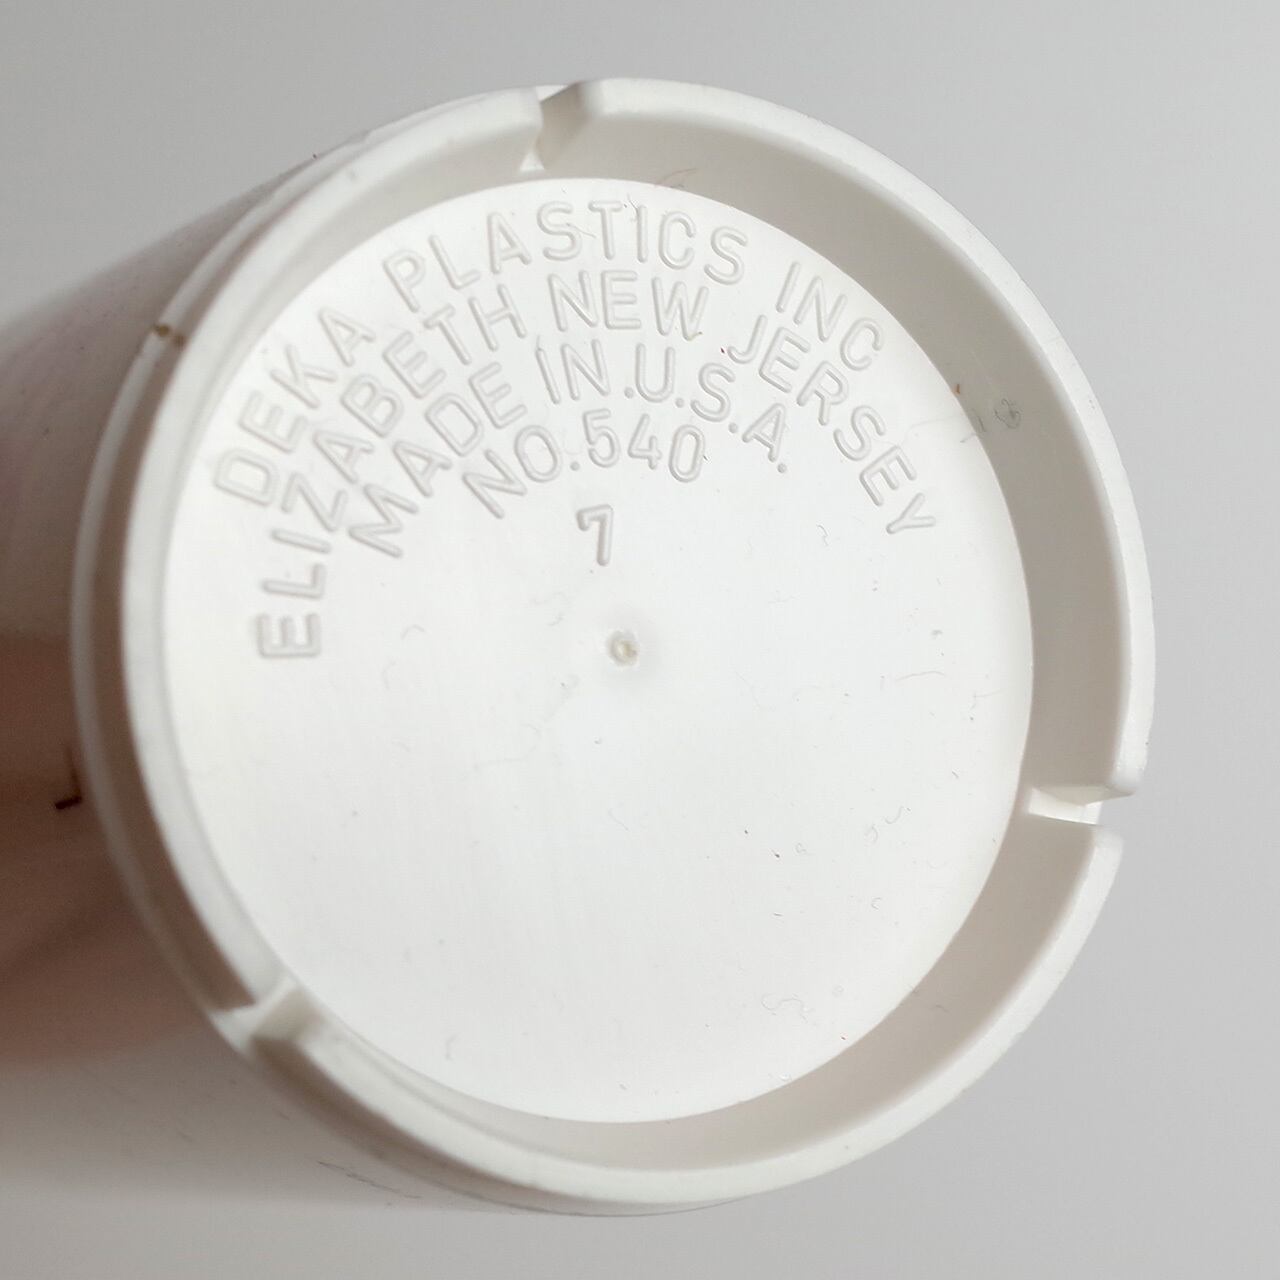 DEKA PLASTICS INC
ELIZABETH NEW JERSEY
MADE IN.U.S.A.
NO.540
7